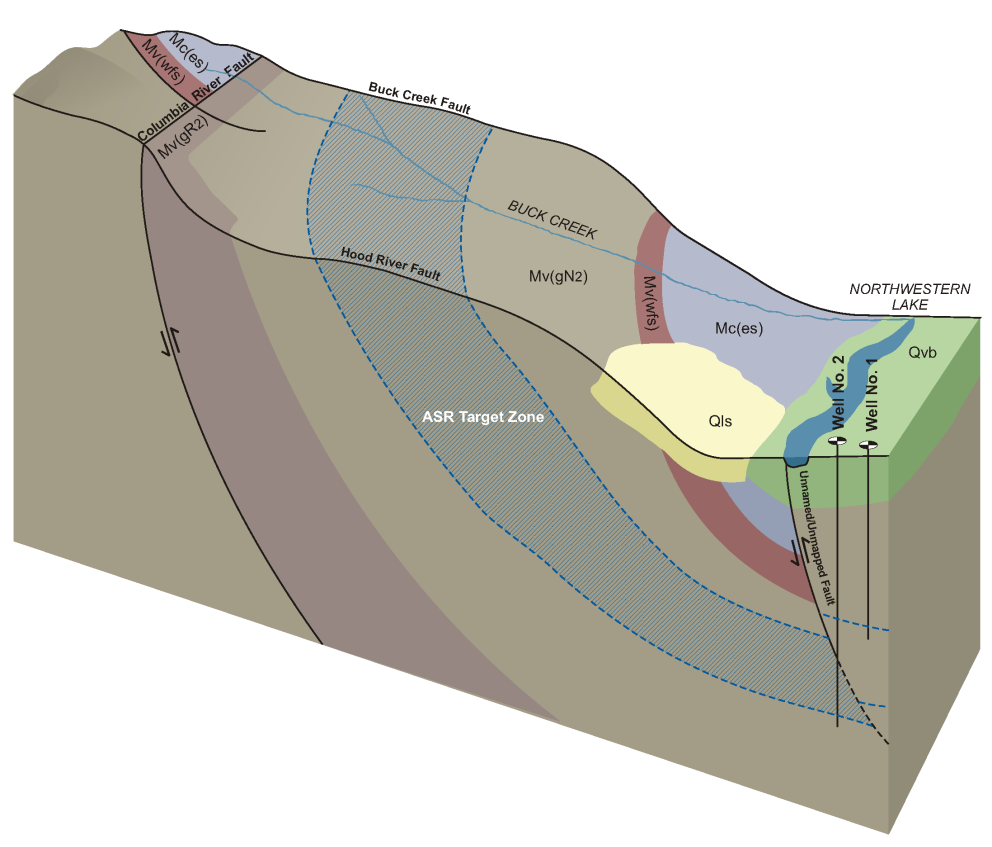 Mc(es)
Mv(wfs)
Columbia River Fault
Mv(gR2)
Buck Creek Fault
BUCK CREEK
Hood River Fault
Mv(gN2)
Mv(wfs)
Mc(es)
NORTHWESTERN
LAKE
Qvb
Well No. 2
Well No. 1
ASR Target Zone
Qls
Unnamed/Unmapped Fault